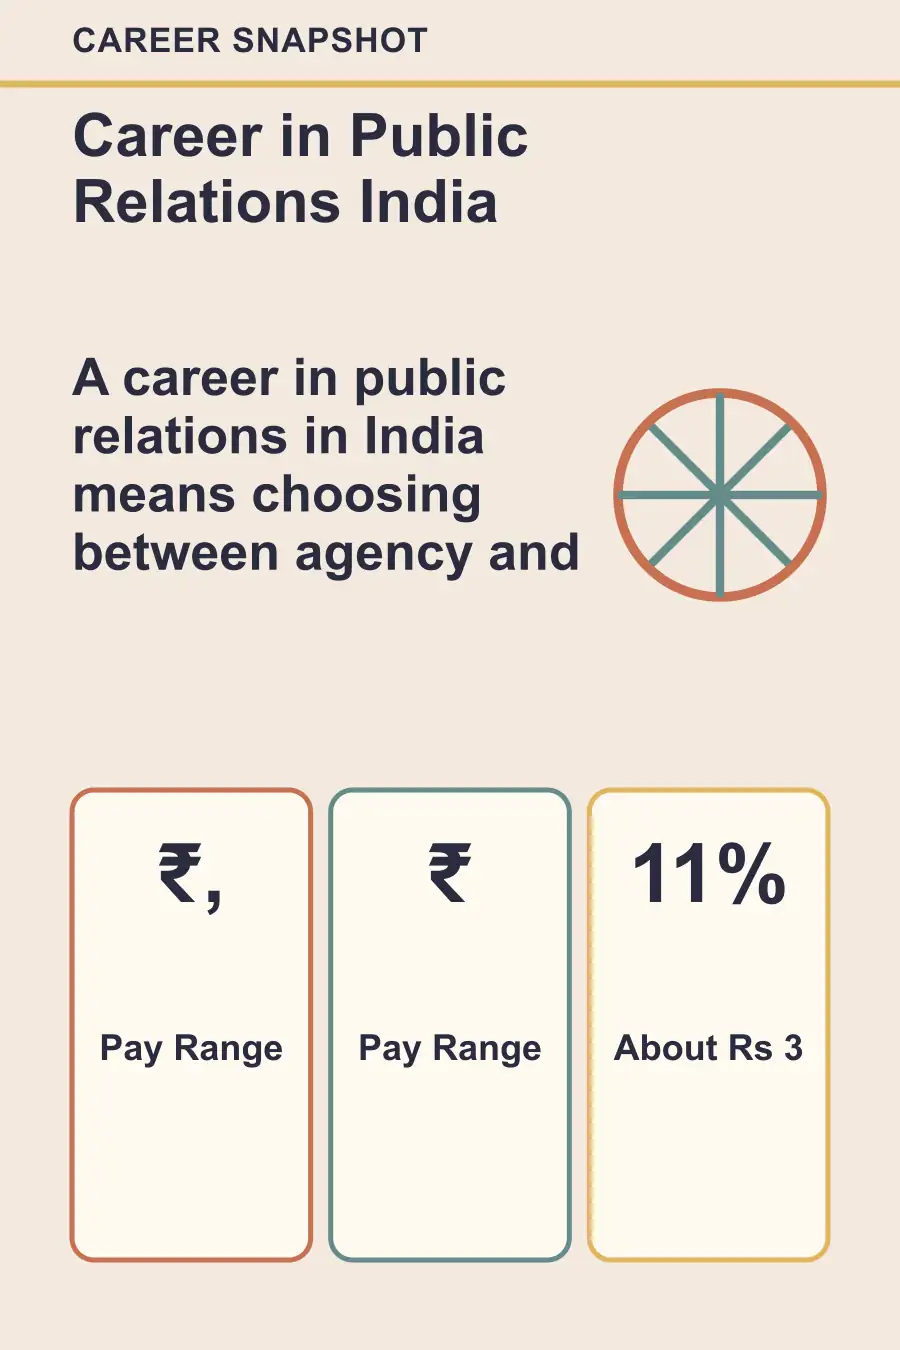 CAREER SNAPSHOT
Career in Public
Relations India
A career in public
relations in India
means choosing
between agency and
₹,
Pay Range
₹
Pay Range
11%
About Rs 3